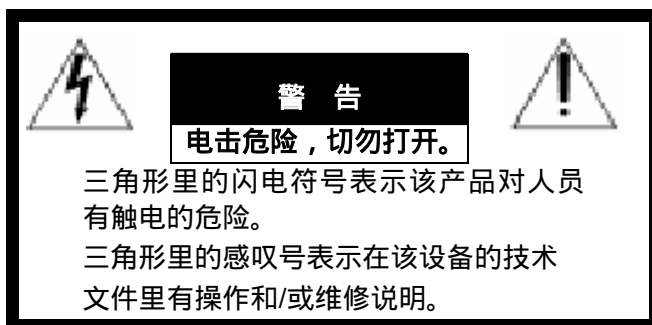 警 告
电击危险，切勿打开。
三角形里的闪电符号表示该产品对人员
有触电的危险。
三角形里的感叹号表示在该设备的技术
文件里有操作和/或维修说明。